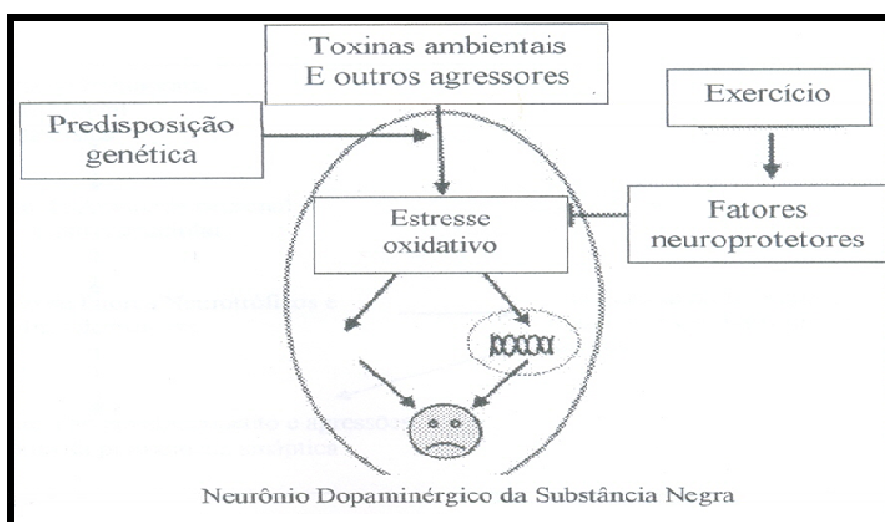 Toxinas ambientais
E outros agressores
Exercício
Predisposição
genética
Estresse
oxidativo
Fatores
neuroprotetores
Neurônio Dopaminérgico da Substância Negra